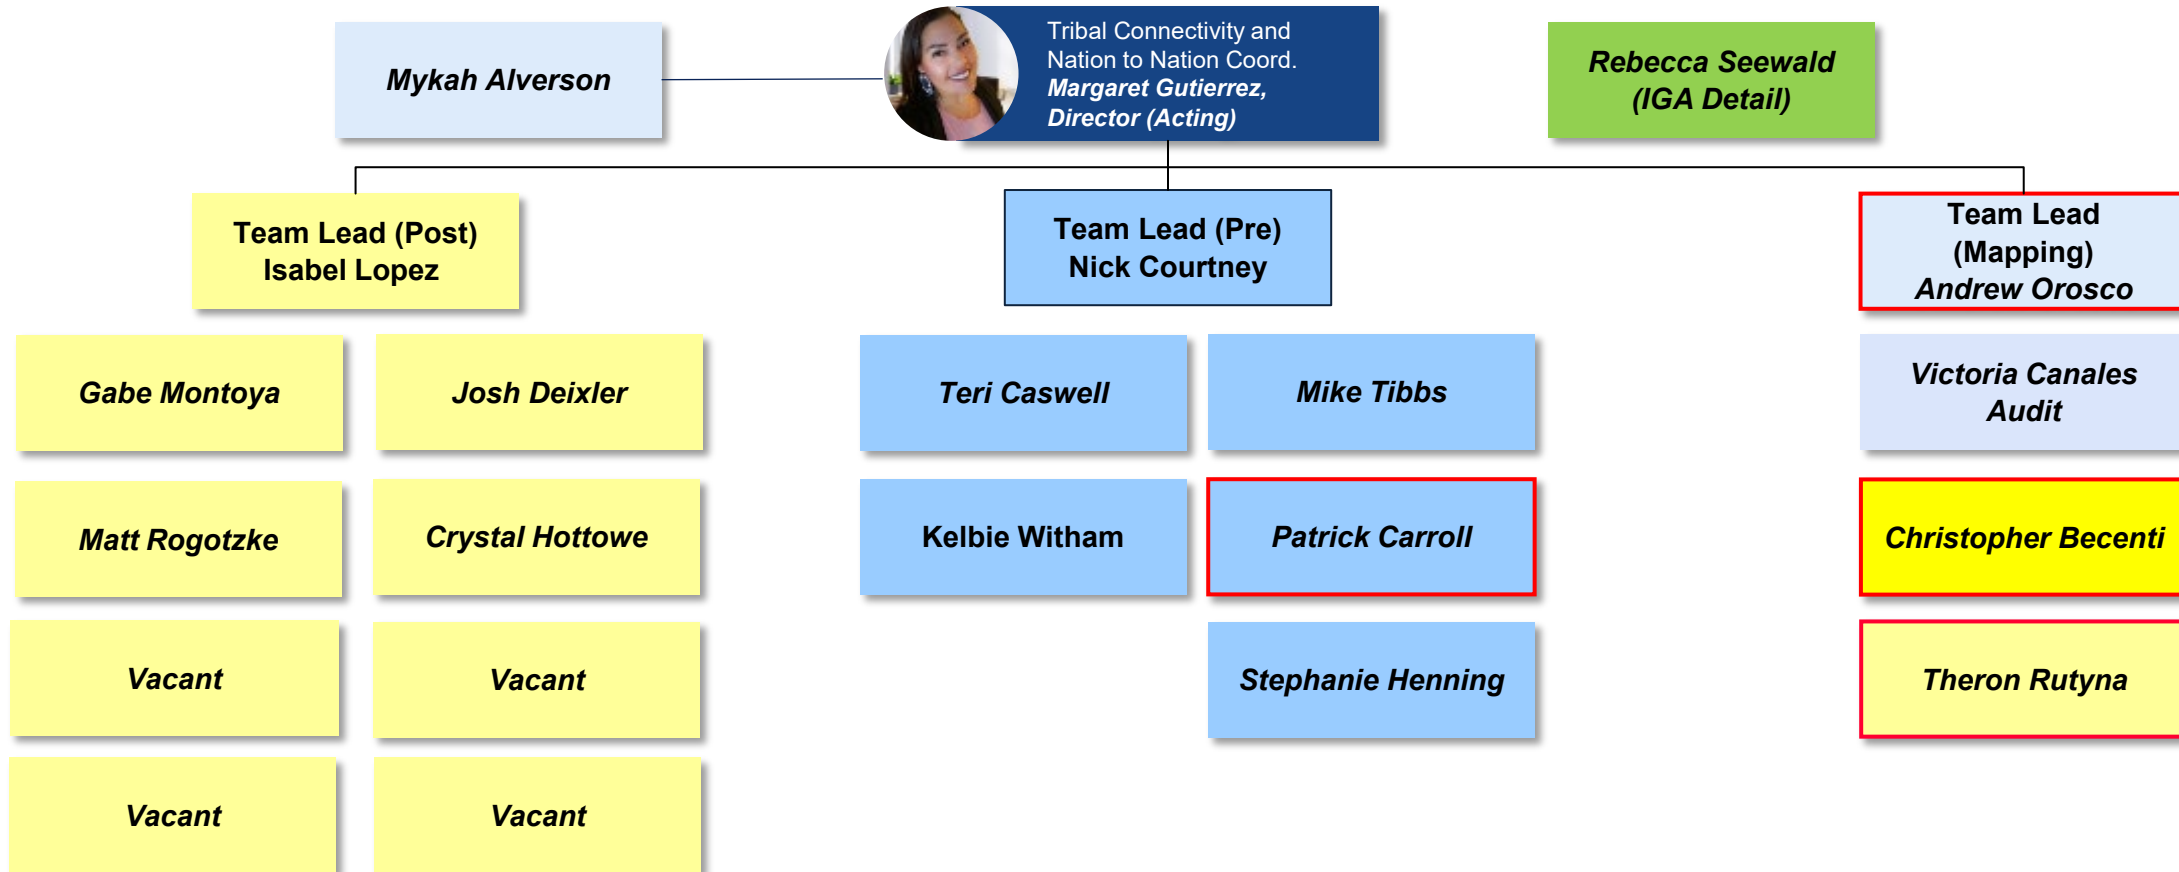 Mykah Alverson
Tribal Connectivity and
Nation to Nation Coord.
Margaret Gutierrez,
Director (Acting)
Rebecca Seewald
(IGA Detail)
Team Lead (Post)
Isabel Lopez
Team Lead (Pre)
Nick Courtney
Team Lead
(Mapping)
Andrew Orosco
Gabe Montoya
Josh Deixler
Teri Caswell
Mike Tibbs
Victoria Canales
Audit
Matt Rogotzke
Crystal Hottowe
Kelbie Witham
Patrick Carroll
Christopher Becenti
Vacant
Vacant
Stephanie Henning
Theron Rutyna
Vacant
Vacant